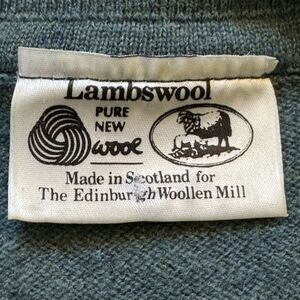 Lambswool
PURE
NEW
wool
Made in Scotland for
The Edinburgh Woollen Mill